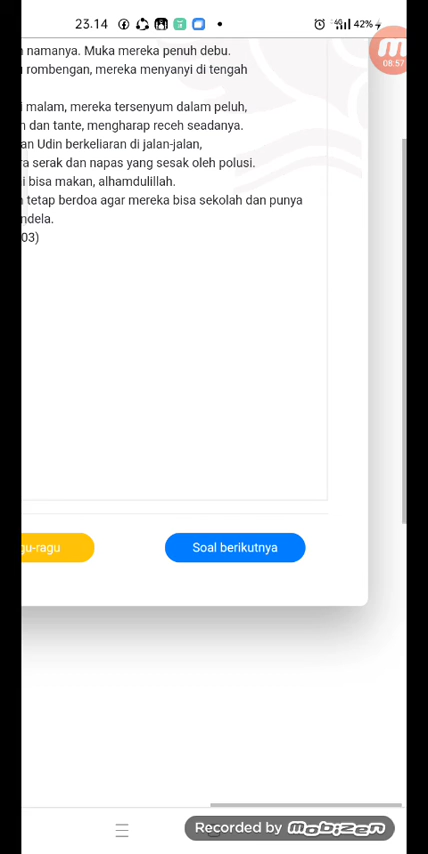 23.14
42%
08:57
namanya. Muka mereka penuh debu.
rombengan, mereka menyanyi di tengah
malam, mereka tersenyum dalam peluh,
dan tante, mengharap receh seadanya.
an Udin berkeliaran di jalan-jalan,
a serak dan napas yang sesak oleh polusi.
i bisa makan, alhamdulillah.
tetap berdoa agar mereka bisa sekolah dan punya
ndela.
03)
gu-ragu
Soal berikutnya
Recorded by mobizen